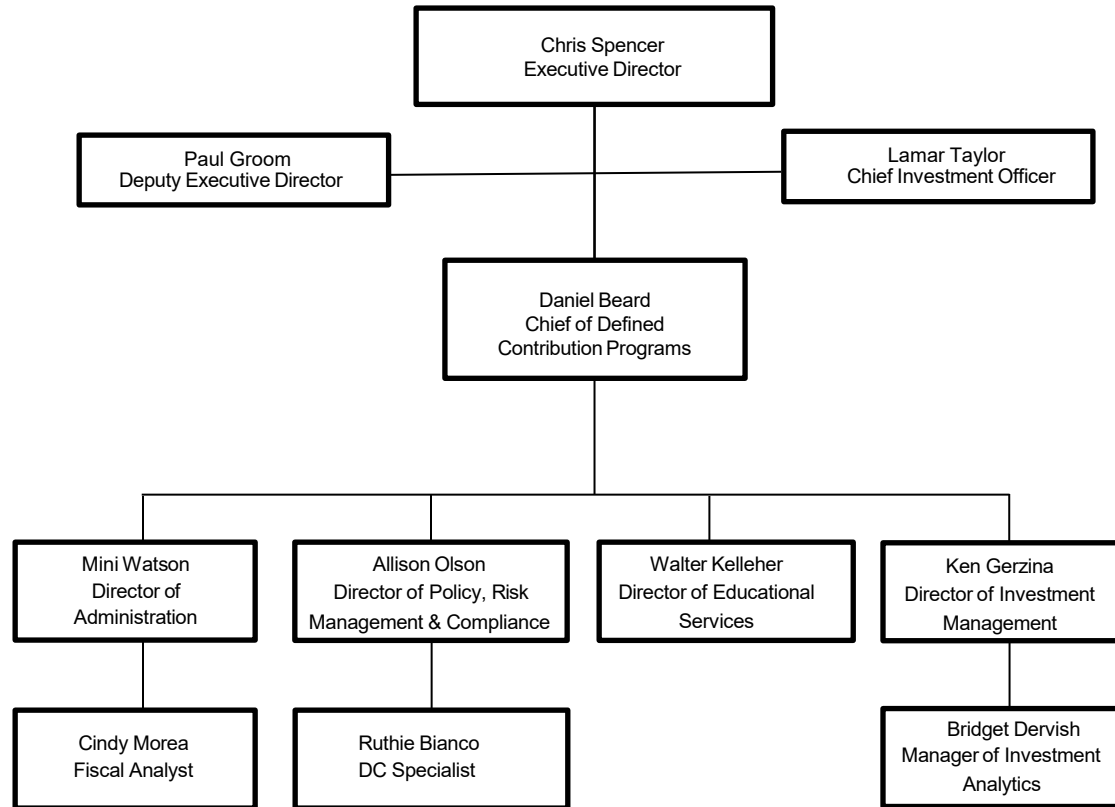 Chris Spencer
Executive Director
Paul Groom
Deputy Executive Director
Lamar Taylor
Chief Investment Officer
Daniel Beard
Chief of Defined
Contribution Programs
Mini Watson
Director of
Administration
Allison Olson
Director of Policy, Risk
Management & Compliance
Walter Kelleher
Director of Educational
Services
Ken Gerzina
Director of Investment
Management
Cindy Morea
Fiscal Analyst
Ruthie Bianco
DC Specialist
Bridget Dervish
Manager of Investment
Analytics